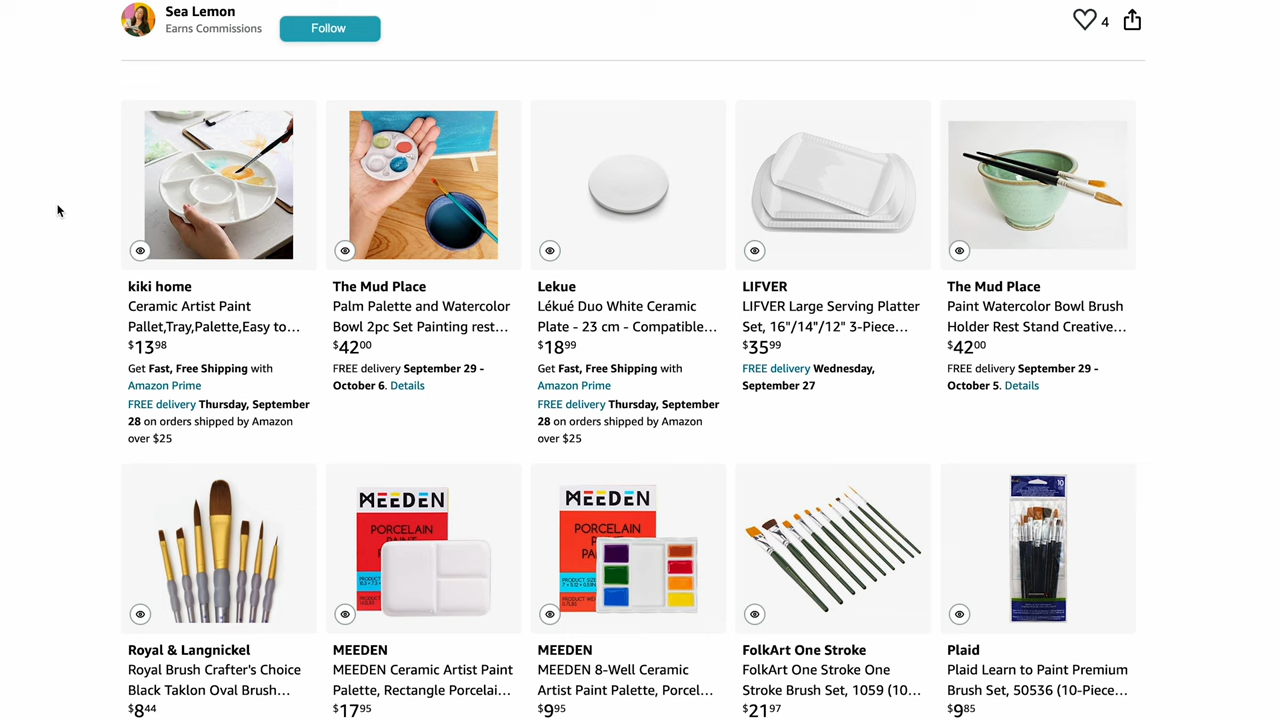 Sea Lemon
Earns Commissions
Follow
4
kiki home
Ceramic Artist Paint
Pallet,Tray,Palette,Easy to...
$13 98
Get Fast, Free Shipping with
Amazon Prime
FREE delivery Thursday, September
28 on orders shipped by Amazon
over $25
The Mud Place
Palm Palette and Watercolor
Bowl 2pc Set Painting rest...
$42 00
FREE delivery September 29 -
October 6. Details
Lekue
Lékué Duo White Ceramic
Plate - 23 cm - Compatible...
$18 99
Get Fast, Free Shipping with
Amazon Prime
FREE delivery Thursday, September
28 on orders shipped by Amazon
over $25
LIFVER
LIFVER Large Serving Platter
Set, 16"/14"/12" 3-Piece...
$35 99
FREE delivery Wednesday,
September 27
The Mud Place
Paint Watercolor Bowl Brush
Holder Rest Stand Creative...
$42 00
FREE delivery September 29 -
October 5. Details
Royal & Langnickel
Royal Brush Crafter's Choice
Black Taklon Oval Brush...
$8 44
MEEDEN
PORCELAIN
MEEDEN
MEEDEN Ceramic Artist Paint
Palette, Rectangle Porcelai...
$17 95
MEEDEN
PORCELAIN
MEEDEN
MEEDEN 8-Well Ceramic
Artist Paint Palette, Porcel...
$9 95
FolkArt One Stroke
FolkArt One Stroke One
Stroke Brush Set, 1059 (10...
$21 97
10
Plaid
Plaid Learn to Paint Premium
Brush Set, 50536 (10-Piece...
$9 85